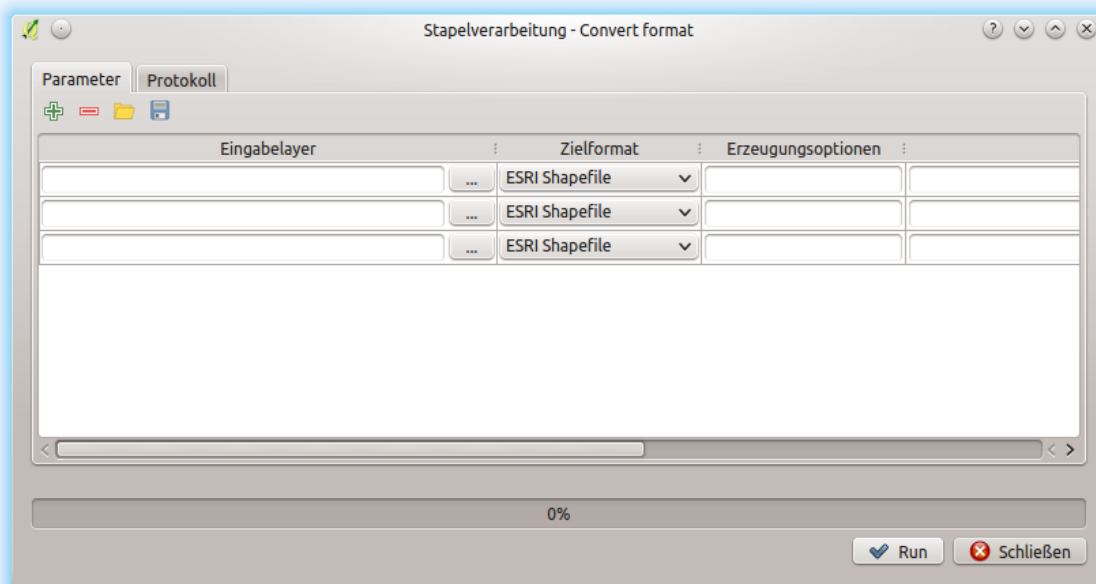 Stapelverarbeitung - Convert format
Parameter Protokoll
Eingabelayer Zielformat Erzeugungsoptionen
... ESRI Shapefile
... ESRI Shapefile
... ESRI Shapefile
0%
Run Schließen